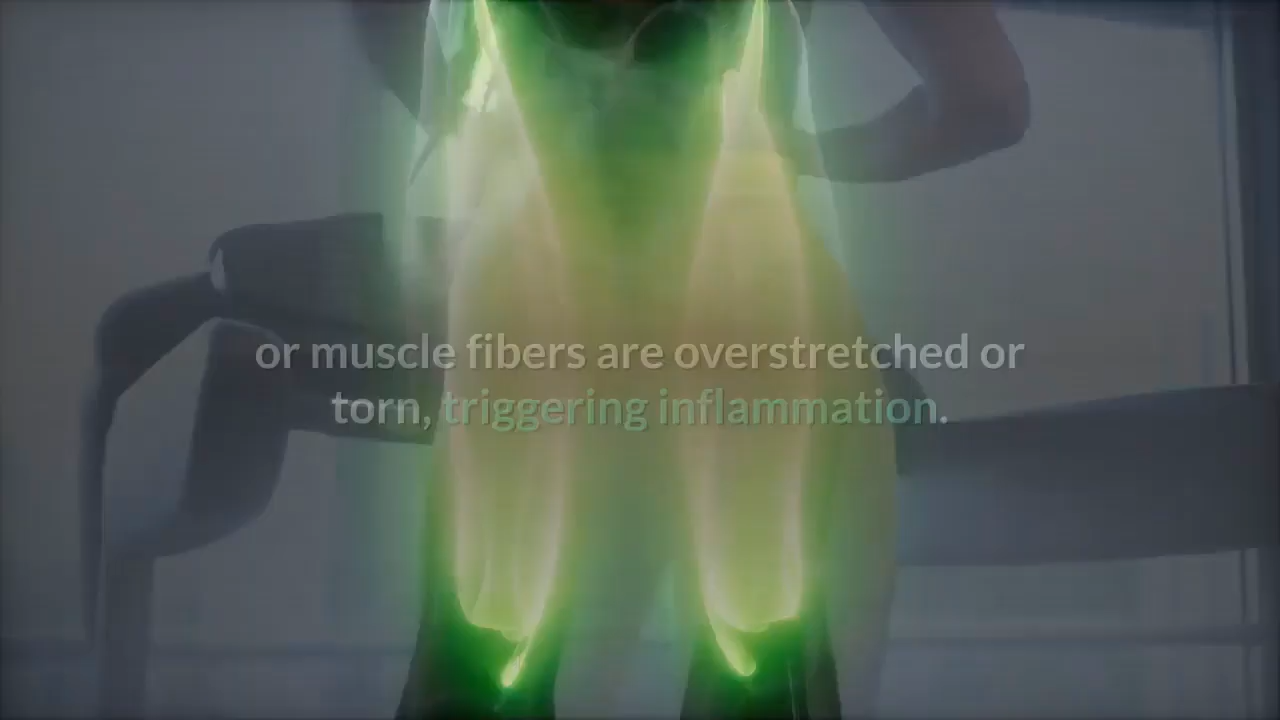 or muscle fibers are overstretched or
torn, triggering inflammation.